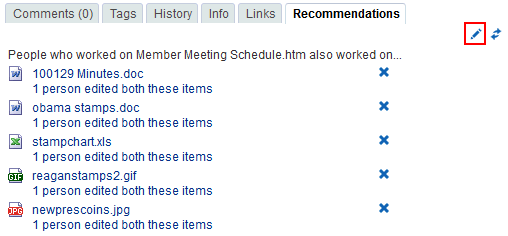 Comments (0) Tags History Info Links Recommendations
People who worked on Member Meeting Schedule.htm also worked on...
100129 Minutes.doc
1 person edited both these items
obama stamps.doc
1 person edited both these items
stampchart.xls
1 person edited both these items
GIF reaganstamps2.gif
1 person edited both these items
JPG newprescoins.jpg
1 person edited both these items